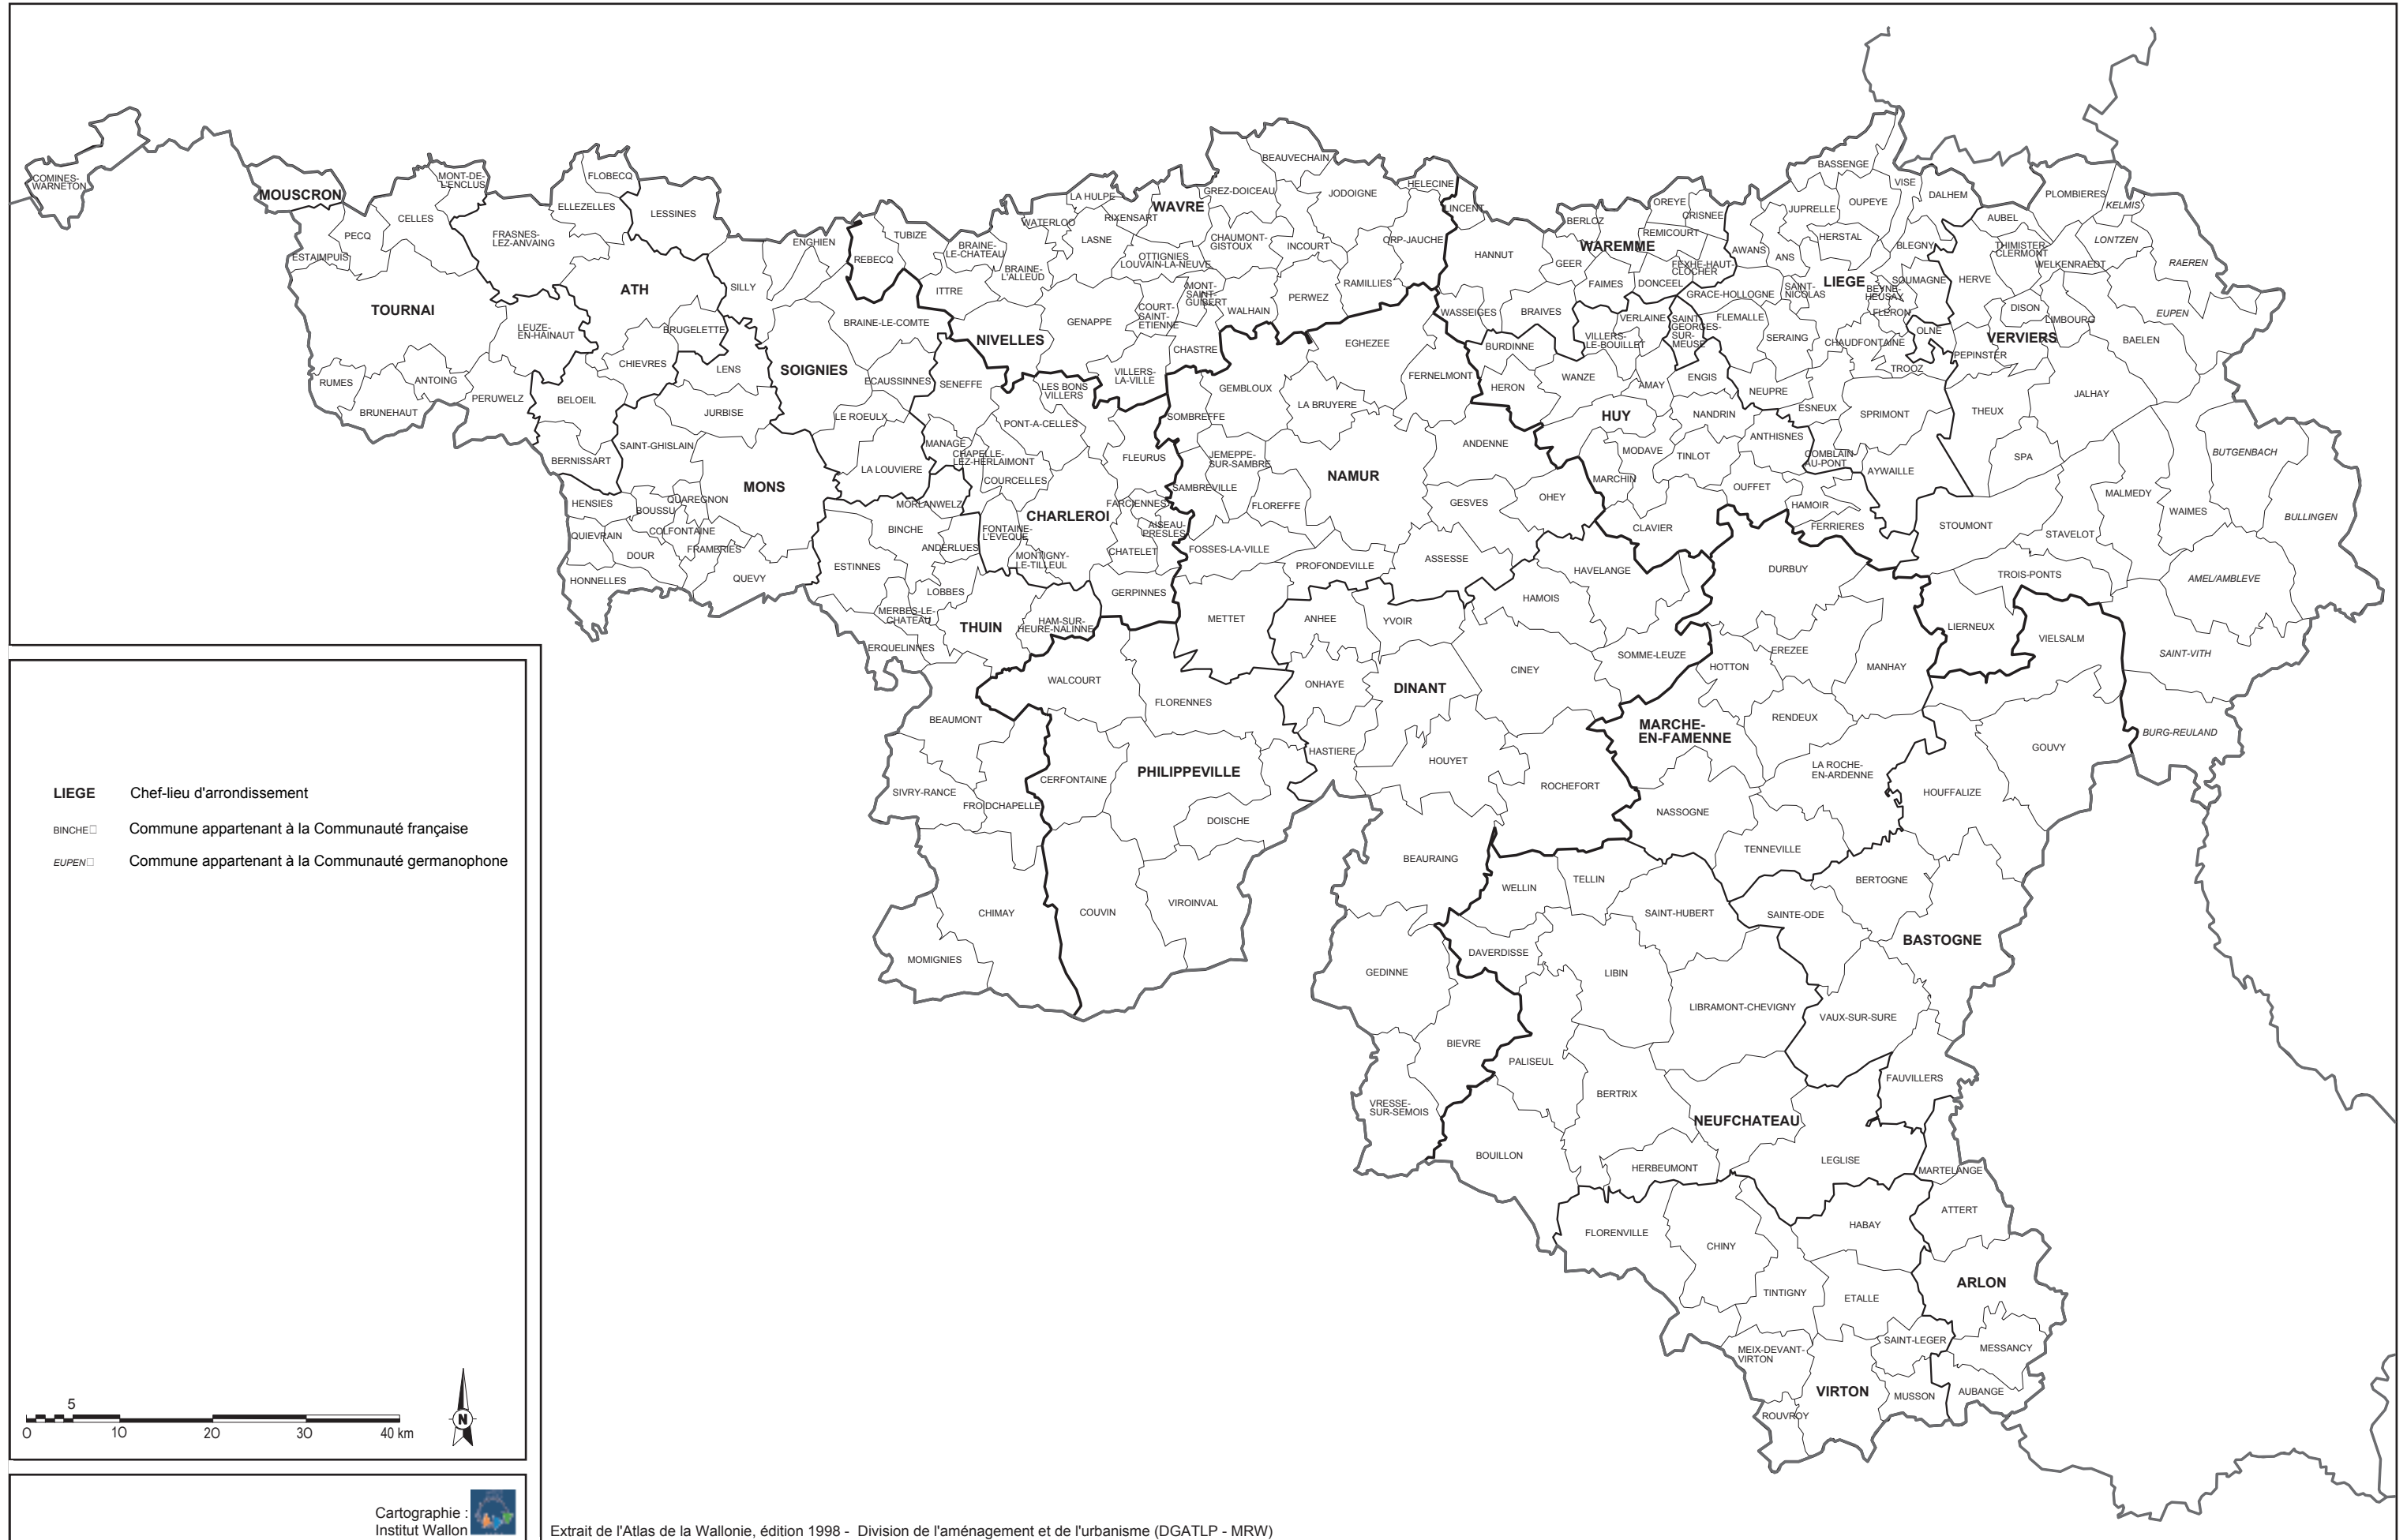 COMINES-
WARNETON
MOUSCRON
MONT-DE-
L'ENCLUS
CELLES
PECQ
ESTAIMPUIS
TOURNAI
RUMES
ANTOING
BRUNEHAUT
PERUWELZ
LEUZE-
EN-HAINAUT
FRASNES-
LEZ-ANVAING
FLOBECQ
ELLEZELLES
LESSINES
ATH
BRUGELETTE
CHIEVRES
BELOEIL
BERNISSART
SILLY
ENGHIEN
LENS
JURBISE
SAINT-GHISLAIN
MONS
HENSIES
BOUSSU
QUAREGNON
COLFONTAINE
QUIEVRAIN
DOUR
FRAMERIES
HONNELLES
QUEVY
SOIGNIES
BRAINE-LE-COMTE
ECAUSSINNES
LE ROEULX
LA LOUVIERE
REBECQ
TUBIZE
BRAINE-
LE-CHATEAU
ITTRE
BRAINE-
L'ALLEUD
WATERLOO
LA HULPE
RIXENSART
LASNE
WAVRE
GREZ-DOICEAU
BEAUVECHAIN
JODOIGNE
HELECINE
ORP-JAUCHE
CHAUMONT-
GISTOUX
INCOURT
OTTIGNIES
LOUVAIN-LA-NEUVE
MONT-
SAINT-
GUIBERT
COURT-
SAINT-
ETIENNE
WALHAIN
PERWEZ
RAMILLIES
GENAPPE
NIVELLES
VILLERS-
LA-VILLE
CHASTRE
SENEFFE
LES BONS
VILLERS
PONT-A-CELLES
MANAGE
CHAPELLE-
LEZ-HERLAIMONT
COURCELLES
FLEURUS
MORLANWELZ
CHARLEROI
FARCIENNES
AISEAU-
PRESLES
CHATELET
FONTAINE-
L'EVEQUE
MONTIGNY-
LE-TILLEUL
GERPINNES
BINCHE
ANDERLUES
ESTINNES
LOBBES
MERBES-LE-
CHATEAU
THUIN
HAM-SUR-
HEURE-NALINNE
ERQUELINNES
BEAUMONT
SIVRY-RANCE
FROIDCHAPELLE
CHIMAY
MOMIGNIES
WALCOURT
FLORENNES
CERFONTAINE
PHILIPPEVILLE
DOISCHE
COUVIN
VIROINVAL
EGHEZEE
GEMBLOUX
FERNELMONT
LA BRUYERE
SOMBREFFE
JEMEPPE-
SUR-SAMBRE
SAMBREVILLE
FLOREFFE
NAMUR
ANDENNE
GESVES
OHEY
FOSSES-LA-VILLE
PROFONDEVILLE
ASSESSE
METTET
ANHEE
YVOIR
HAMOIS
HAVELANGE
SOMME-LEUZE
CINEY
ONHAYE
DINANT
HASTIERE
HOUYET
ROCHEFORT
BEAURAING
GEDINNE
BIEVRE
VRESSE-
SUR-SEMOIS
LINCENT
HANNUT
BERLOZ
OREYE
CRISNEE
WAREMME
REMICOURT
GEER
FAIMES
DONCEEL
FEXHE-HAUT-
CLOCHER
WASSEIGES
BRAIVES
BURDINNE
VILLERS-
LE-BOUILLET
VERLAINE
SAINT-
GEORGES-
SUR-
MEUSE
HERON
WANZE
AMAY
ENGIS
HUY
NANDRIN
MODAVE
TINLOT
ANTHISNES
MARCHIN
OUFFET
CLAVIER
HAMOIR
FERRIERES
BASSENGE
VISE
DALHEM
JUPRELLE
OUPEYE
HERSTAL
BLEGNY
AWANS
ANS
LIEGE
SAINT-
NICOLAS
BEYNE-
HEUSAY
SOUMAGNE
FLERON
GRACE-HOLLOGNE
FLEMALLE
SERAING
CHAUDFONTAINE
TROOZ
NEUPRE
ESNEUX
SPRIMONT
COMBLAIN-
AU-PONT
AYWAILLE
PLOMBIERES
KELMIS
AUBEL
LONTZEN
THIMISTER
CLERMONT
WELKENRAEDT
RAEREN
HERVE
DISON
LIMBOURG
EUPEN
OLNE
VERVIERS
BAELEN
PEPINSTER
THEUX
JALHAY
SPA
STOUMONT
STAVELOT
MALMEDY
WAIMES
BUTGENBACH
BULLINGEN
TROIS-PONTS
AMEL/AMBLEVE
LIERNEUX
SAINT-VITH
BURG-REULAND
DURBUY
EREZEE
HOTTON
MANHAY
MARCHE-
EN-FAMENNE
RENDEUX
LA ROCHE-
EN-ARDENNE
NASSOGNE
TENNEVILLE
VIELSALM
GOUVY
HOUFFALIZE
BERTOGNE
SAINTE-ODE
BASTOGNE
VAUX-SUR-SURE
FAUVILLERS
WELLIN
TELLIN
SAINT-HUBERT
DAVERDISSE
LIBIN
LIBRAMONT-CHEVIGNY
PALISEUL
BERTRIX
NEUFCHATEAU
BOUILLON
HERBEUMONT
LEGLISE
MARTELANGE
ATTERT
ARLON
MESSANCY
AUBANGE
FLORENVILLE
CHINY
HABAY
TINTIGNY
ETALLE
SAINT-LEGER
MEIX-DEVANT-
VIRTON
VIRTON
MUSSON
ROUVROY
LIEGE Chef-lieu d'arrondissement
BINCHE Commune appartenant à la Communauté française
EUPEN Commune appartenant à la Communauté germanophone
5
0 10 20 30 40 km
N
Cartographie :
Institut Wallon
Extrait de l'Atlas de la Wallonie, édition 1998 - Division de l'aménagement et de l'urbanisme (DGATLP - MRW)